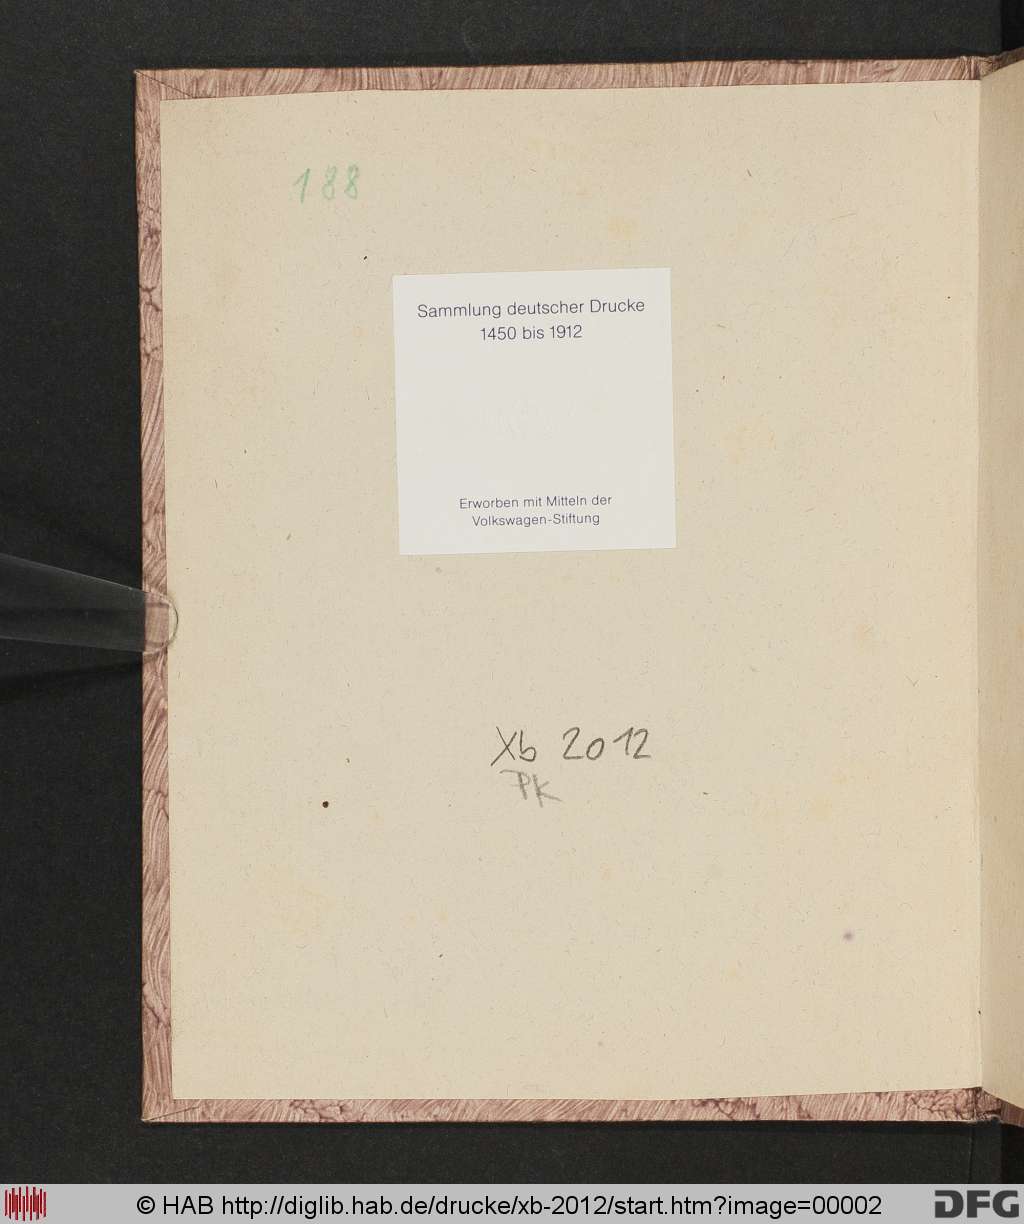 188
Sammlung deutscher Drucke
1450 bis 1912
Erworben mit Mitteln der
Volkswagen-Stiftung
Xb 2012
PK
© HAB http://diglib.hab.de/drucke/xb-2012/start.htm?image=00002
DFG